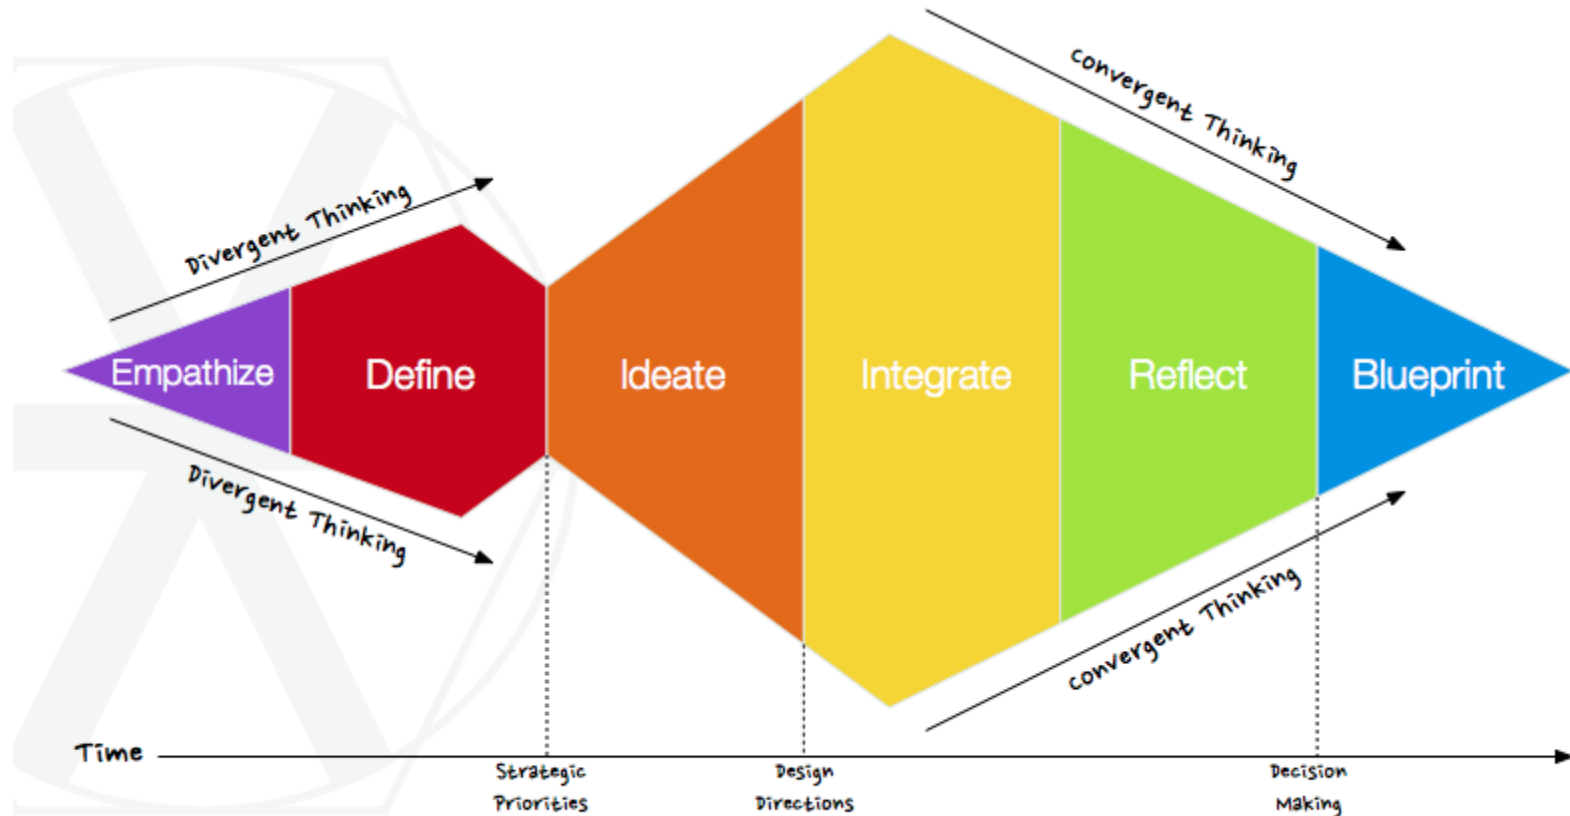 Convergent Thinking
Divergent Thinking
Empathize
Define
Ideate
Integrate
Reflect
Blueprint
Divergent Thinking
Convergent Thinking
Time
Strategic
Priorities
Design
Directions
Decision
Making